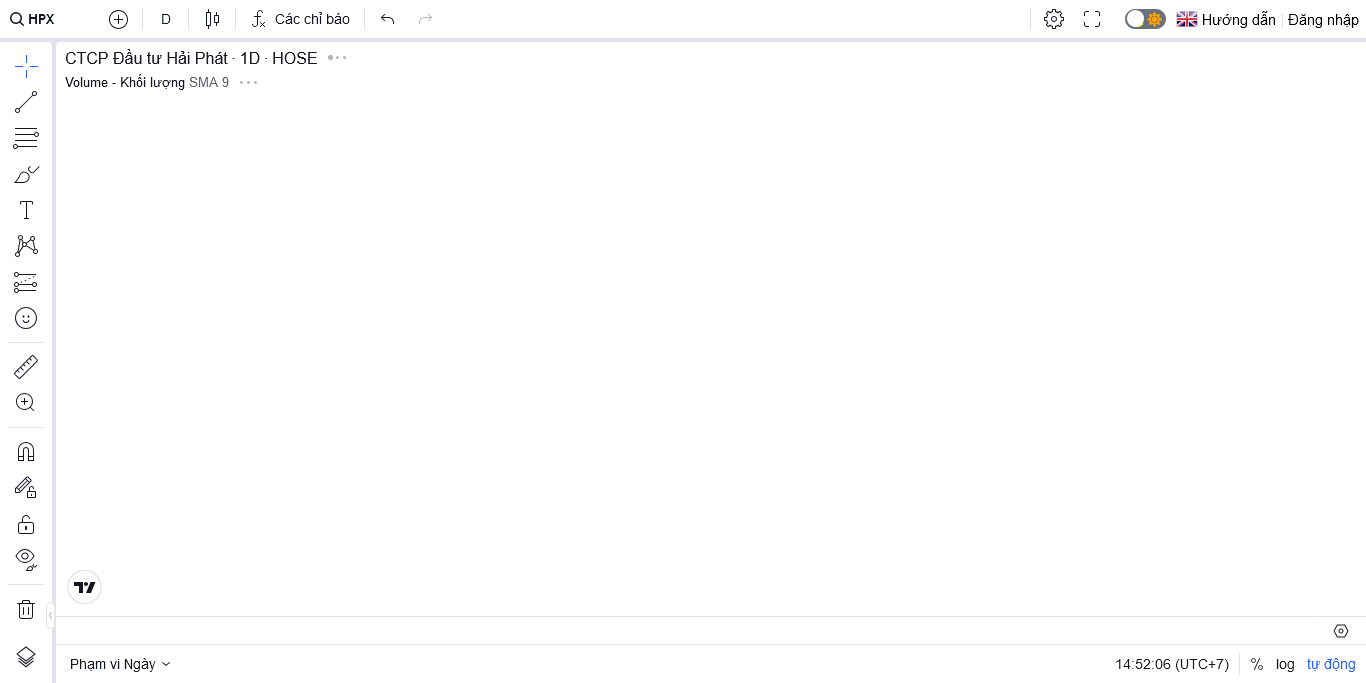 HPX D Các chỉ báo Hướng dẫn Đăng nhập
CTCP Đầu tư Hải Phát · 1D · HOSE
Volume - Khối lượng SMA 9
Phạm vi Ngày 14:52:06 (UTC+7) % log tự động